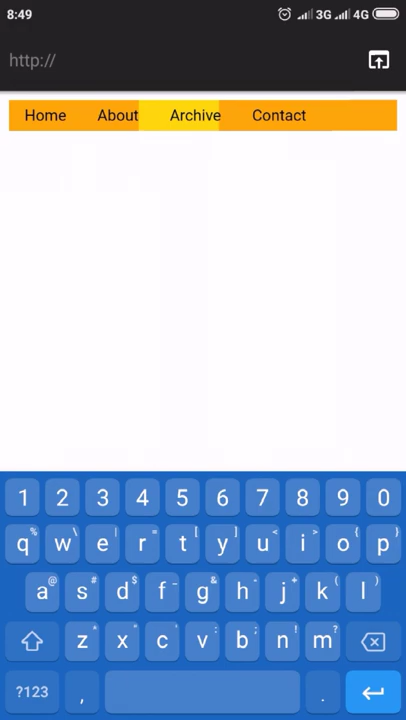 8:49 3G 4G
http://
Home About Archive Contact
1 2 3 4 5 6 7 8 9 0
q% w\ e| r= t[ y] u< i> o{ p}
a@ s# d$ f_ g& h- j+ k( l)
z* x" c' v: b; n! m?
?123 , .